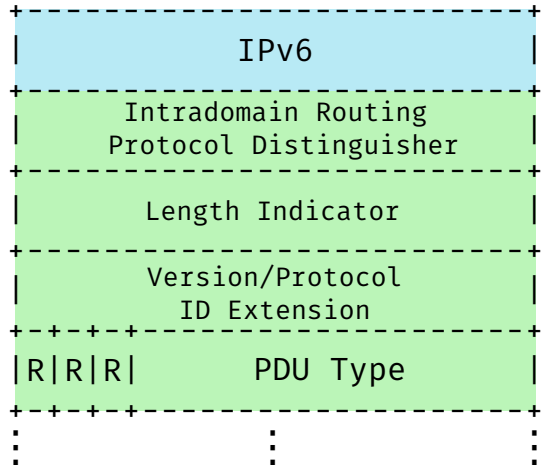 IPv6
Intradomain Routing
Protocol Distinguisher
Length Indicator
Version/Protocol
ID Extension
|R|R|R| PDU Type |